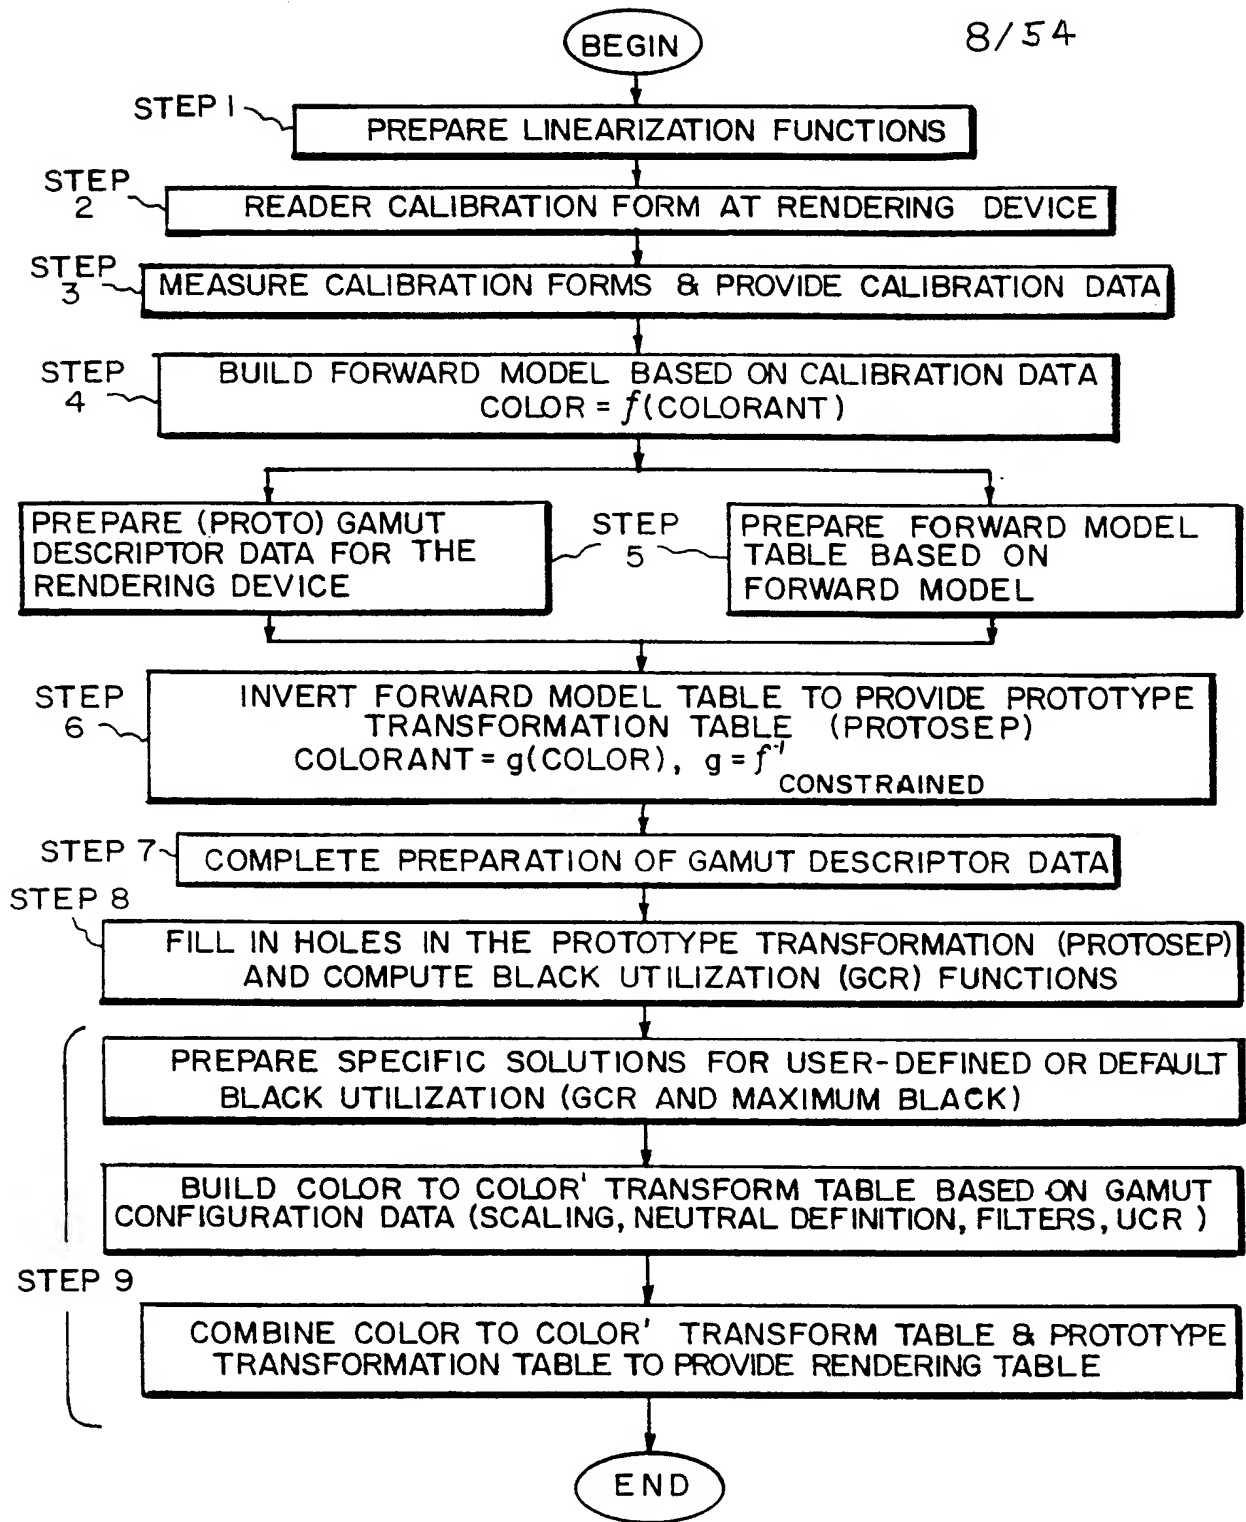 8/54
BEGIN
STEP 1
PREPARE LINEARIZATION FUNCTIONS
STEP
2
READER CALIBRATION FORM AT RENDERING DEVICE
STEP
3
MEASURE CALIBRATION FORMS & PROVIDE CALIBRATION DATA
STEP
4
BUILD FORWARD MODEL BASED ON CALIBRATION DATA
COLOR = f(COLORANT)
PREPARE (PROTO) GAMUT
DESCRIPTOR DATA FOR THE
RENDERING DEVICE
STEP
5
PREPARE FORWARD MODEL
TABLE BASED ON
FORWARD MODEL
STEP
6
INVERT FORWARD MODEL TABLE TO PROVIDE PROTOTYPE
TRANSFORMATION TABLE (PROTOSEP)
COLORANT = g(COLOR), g = f⁻¹
CONSTRAINED
STEP 7
COMPLETE PREPARATION OF GAMUT DESCRIPTOR DATA
STEP 8
FILL IN HOLES IN THE PROTOTYPE TRANSFORMATION (PROTOSEP)
AND COMPUTE BLACK UTILIZATION (GCR) FUNCTIONS
STEP 9
PREPARE SPECIFIC SOLUTIONS FOR USER-DEFINED OR DEFAULT
BLACK UTILIZATION (GCR AND MAXIMUM BLACK)
BUILD COLOR TO COLOR' TRANSFORM TABLE BASED ON GAMUT
CONFIGURATION DATA (SCALING, NEUTRAL DEFINITION, FILTERS, UCR )
COMBINE COLOR TO COLOR' TRANSFORM TABLE & PROTOTYPE
TRANSFORMATION TABLE TO PROVIDE RENDERING TABLE
END